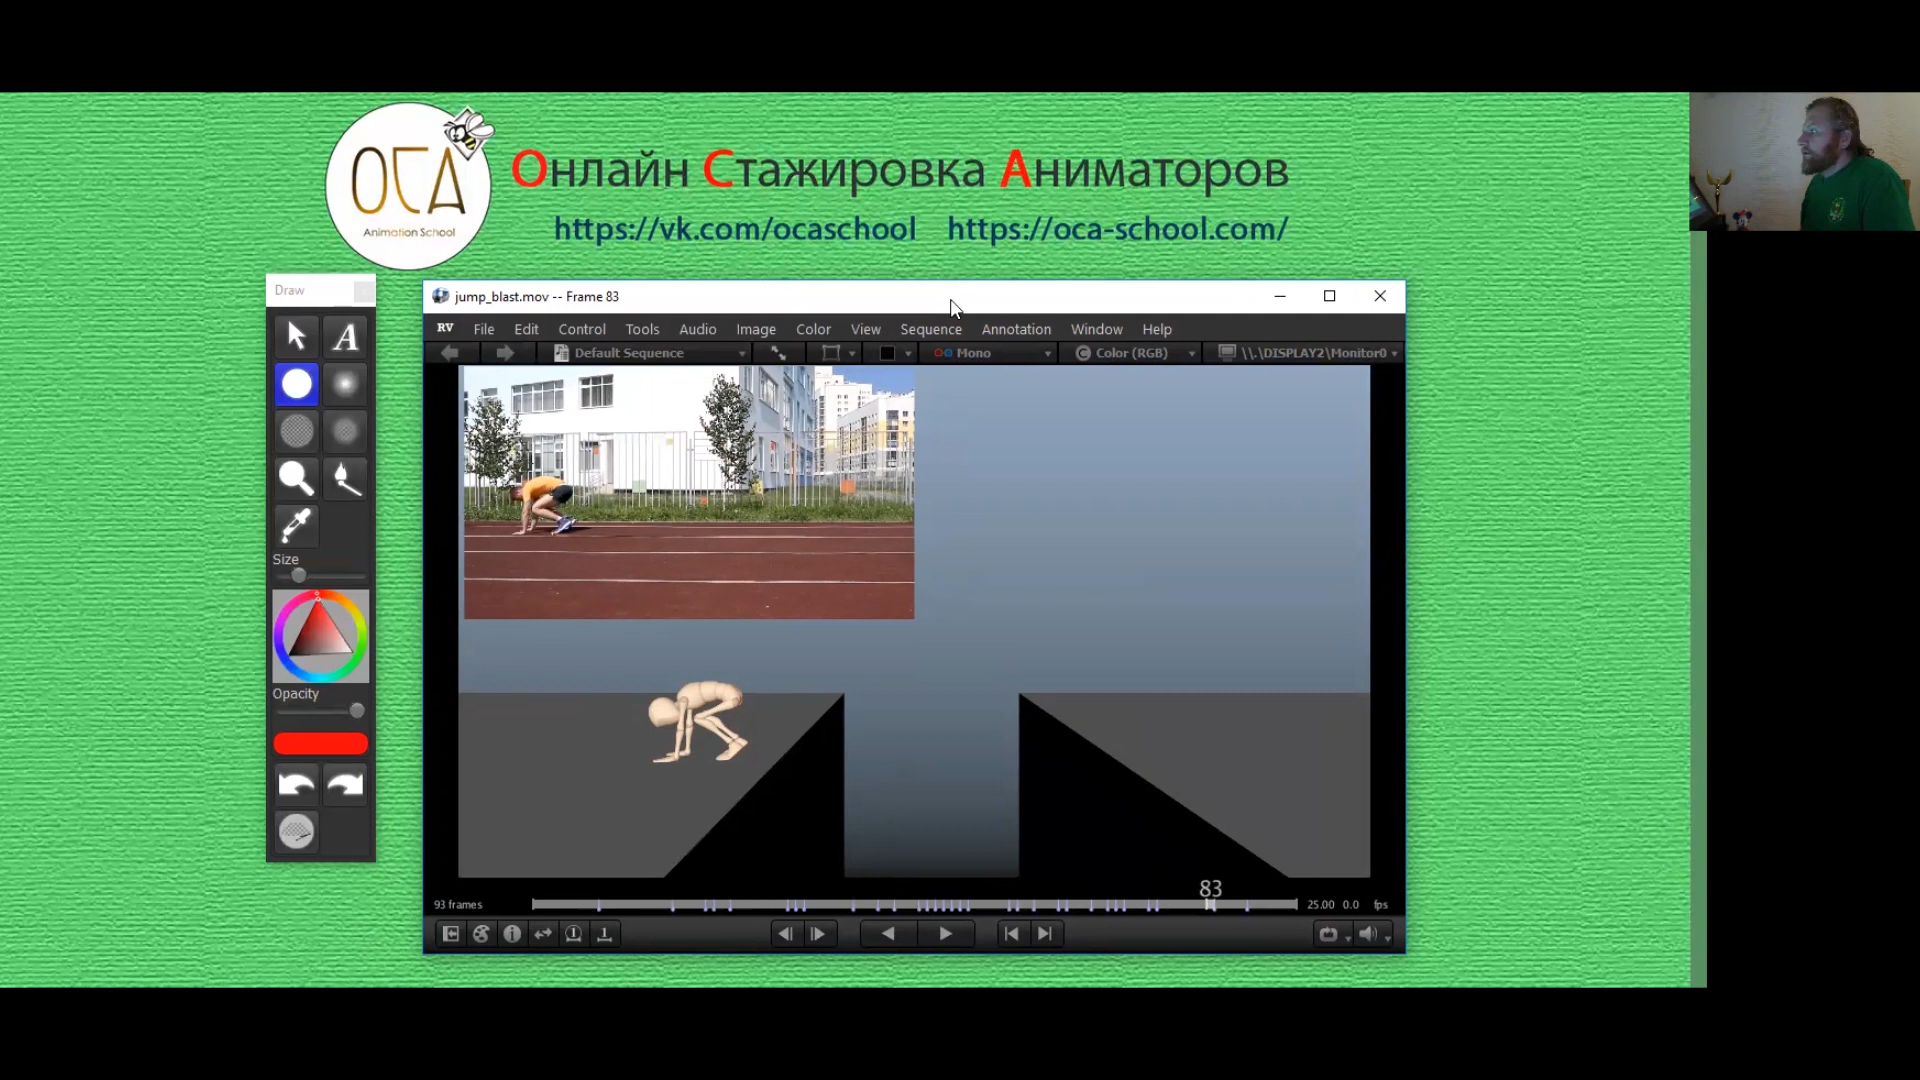 ОСА
Animation School
Онлайн Стажировка Аниматоров
https://vk.com/ocaschool https://oca-school.com/
Draw
A
Size
Opacity
jump_blast.mov -- Frame 83
RV File Edit Control Tools Audio Image Color View Sequence Annotation Window Help
Default Sequence Mono Color (RGB) \\.\DISPLAY2\Monitor0
83
93 frames 25.00 0.0 fps